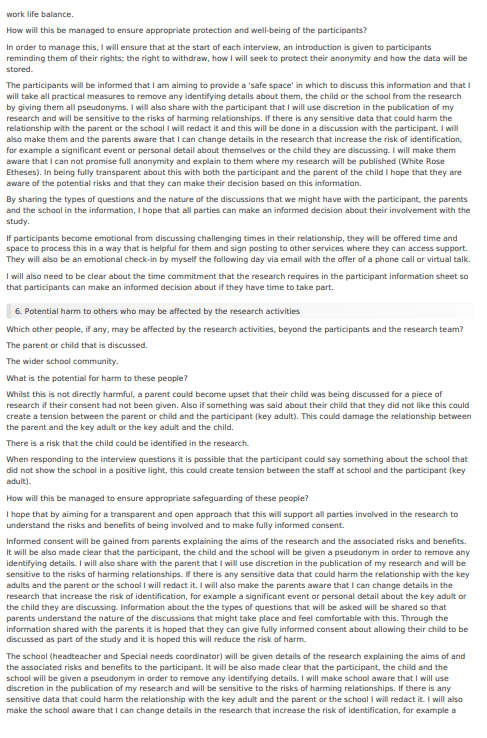 work life balance.
How will this be managed to ensure appropriate protection and well-being of the participants?
In order to manage this, I will ensure that at the start of each interview, an introduction is given to participants
reminding them of their rights; the right to withdraw, how I will seek to protect their anonymity and how the data will be
stored.
The participants will be informed that I am aiming to provide a 'safe space' in which to discuss this information and that I
will take all practical measures to remove any identifying details about them, the child or the school from the research
by giving them all pseudonyms. I will also share with the participant that I will use discretion in the publication of my
research and will be sensitive to the risks of harming relationships. If there is any sensitive data that could harm the
relationship with the parent or the school I will redact it and this will be done in a discussion with the participant. I will
also make them and the parents aware that I can change details in the research that increase the risk of identification,
for example a significant event or personal detail about themselves or the child they are discussing. I will make them
aware that I can not promise full anonymity and explain to them where my research will be published (White Rose
Etheses). In being fully transparent about this with both the participant and the parent of the child I hope that they are
aware of the potential risks and that they can make their decision based on this information.
By sharing the types of questions and the nature of the discussions that we might have with the participant, the parents
and the school in the information, I hope that all parties can make an informed decision about their involvement with the
study.
If participants become emotional from discussing challenging times in their relationship, they will be offered time and
space to process this in a way that is helpful for them and sign posting to other services where they can access support.
They will also be an emotional check-in by myself the following day via email with the offer of a phone call or virtual talk.
I will also need to be clear about the time commitment that the research requires in the participant information sheet so
that participants can make an informed decision about if they have time to take part.
6. Potential harm to others who may be affected by the research activities
Which other people, if any, may be affected by the research activities, beyond the participants and the research team?
The parent or child that is discussed.
The wider school community.
What is the potential for harm to these people?
Whilst this is not directly harmful, a parent could become upset that their child was being discussed for a piece of
research if their consent had not been given. Also if something was said about their child that they did not like this could
create a tension between the parent or child and the participant (key adult). This could damage the relationship between
the parent and the key adult or the key adult and the child.
There is a risk that the child could be identified in the research.
When responding to the interview questions it is possible that the participant could say something about the school that
did not show the school in a positive light, this could create tension between the staff at school and the participant (key
adult).
How will this be managed to ensure appropriate safeguarding of these people?
I hope that by aiming for a transparent and open approach that this will support all parties involved in the research to
understand the risks and benefits of being involved and to make fully informed consent.
Informed consent will be gained from parents explaining the aims of the research and the associated risks and benefits.
It will be also made clear that the participant, the child and the school will be given a pseudonym in order to remove any
identifying details. I will also share with the parent that I will use discretion in the publication of my research and will be
sensitive to the risks of harming relationships. If there is any sensitive data that could harm the relationship with the key
adults and the parent or the school I will redact it. I will also make the parents aware that I can change details in the
research that increase the risk of identification, for example a significant event or personal detail about the key adult or
the child they are discussing. Information about the the types of questions that will be asked will be shared so that
parents understand the nature of the discussions that might take place and feel comfortable with this. Through the
information shared with the parents it is hoped that they can give fully informed consent about allowing their child to be
discussed as part of the study and it is hoped this will reduce the risk of harm.
The school (headteacher and Special needs coordinator) will be given details of the research explaining the aims of and
the associated risks and benefits to the participant. It will be also made clear that the participant, the child and the
school will be given a pseudonym in order to remove any identifying details. I will make school aware that I will use
discretion in the publication of my research and will be sensitive to the risks of harming relationships. If there is any
sensitive data that could harm the relationship with the key adult and the parent or the school I will redact it. I will also
make the school aware that I can change details in the research that increase the risk of identification, for example a